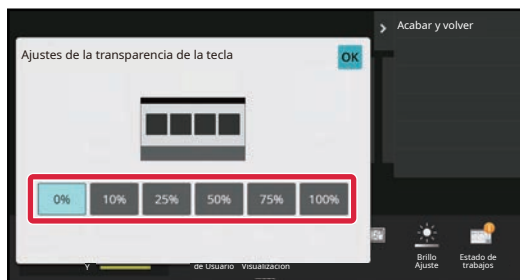 Acabar y volver
Ajustes de la transparencia de la tecla
OK
0% 10% 25% 50% 75% 100%
Y
de Usuario Visualización
Brillo
Ajuste
Estado de
trabajos